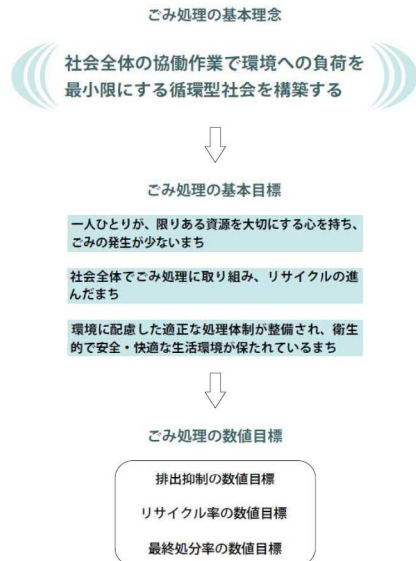 ごみ処理の基本理念
社会全体の協働作業で環境への負荷を
最小限にする循環型社会を構築する
ごみ処理の基本目標
一人ひとりが、限りある資源を大切にする心を持ち、
ごみの発生が少ないまち
社会全体でごみ処理に取り組み、リサイクルの進
んだまち
環境に配慮した適正な処理体制が整備され、衛生
的で安全・快適な生活環境が保たれているまち
ごみ処理の数値目標
排出抑制の数値目標
リサイクル率の数値目標
最終処分率の数値目標